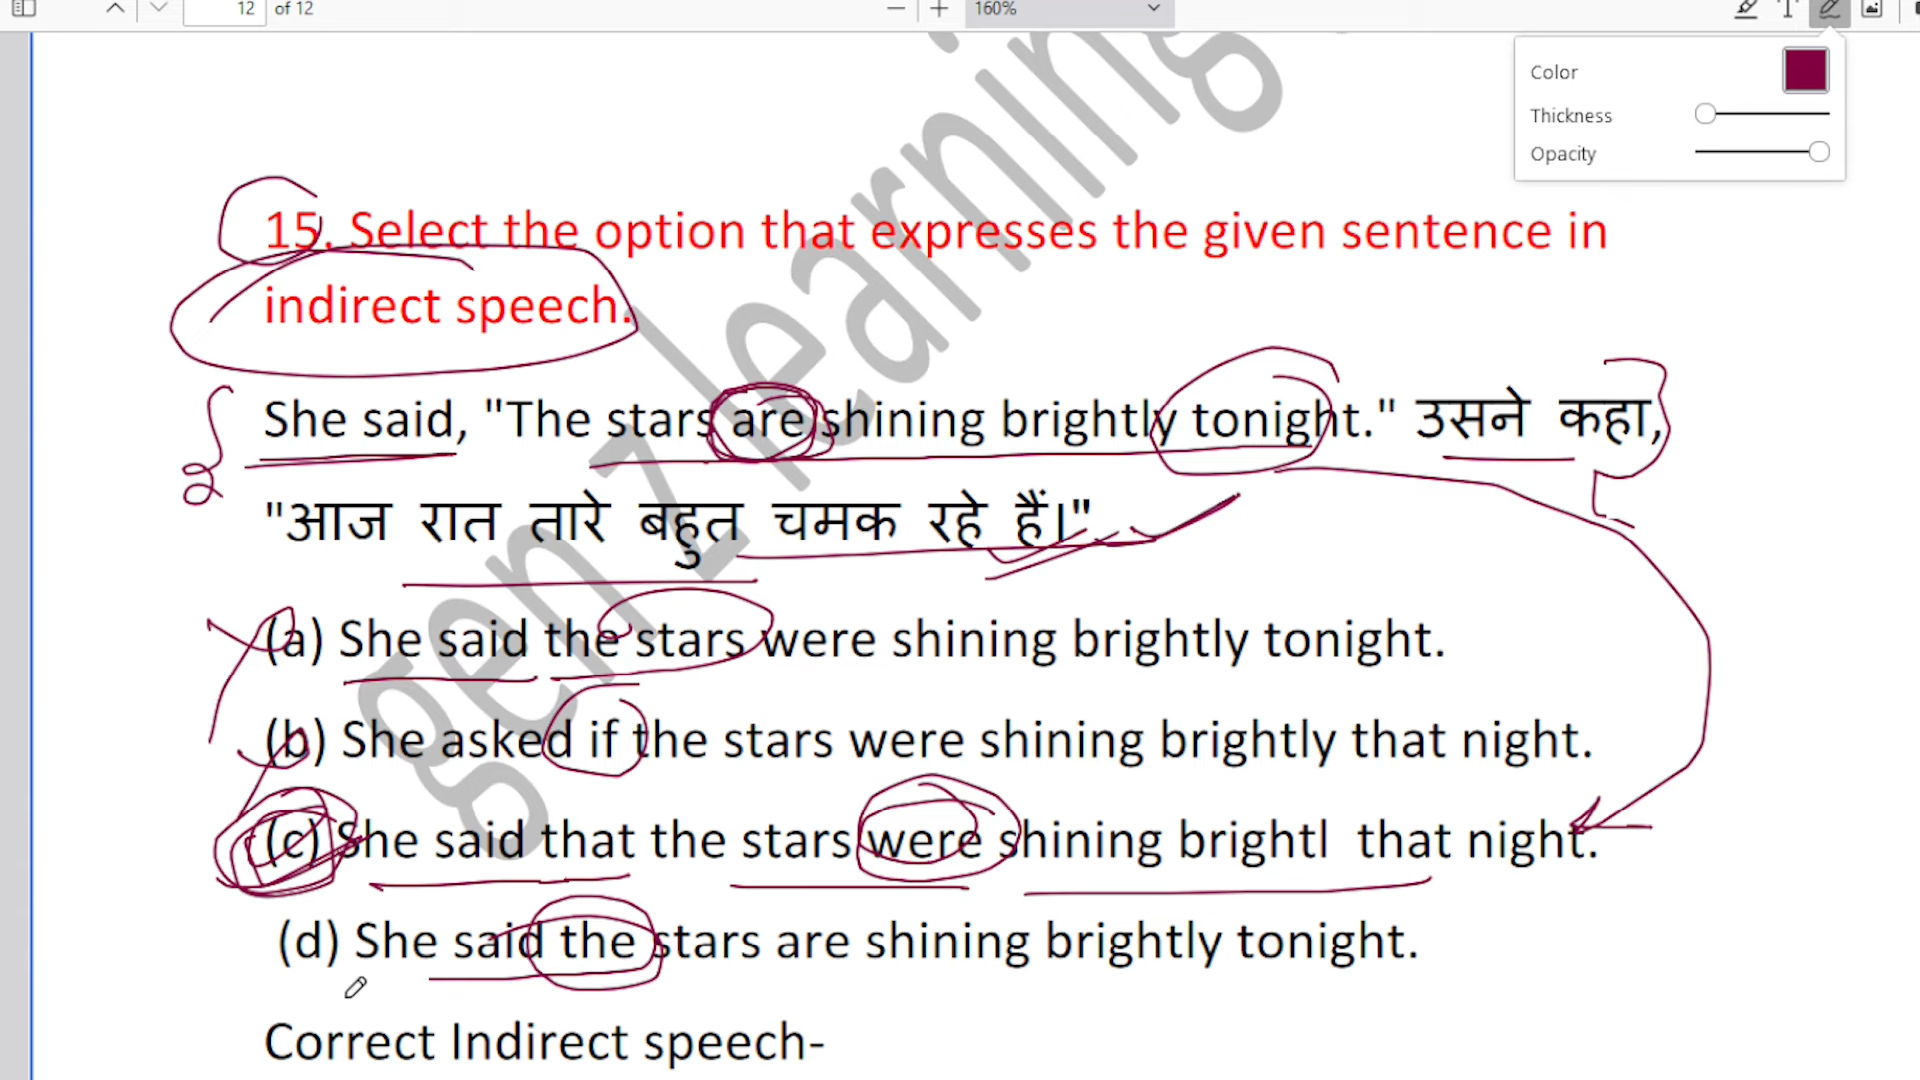 12 of 12
160%
Color
Thickness
Opacity
gen z learning
15. Select the option that expresses the given sentence in
indirect speech.
She said, "The stars are shining brightly tonight." उसने कहा,
"आज रात तारे बहुत चमक रहे हैं।"
(a) She said the stars were shining brightly tonight.
(b) She asked if the stars were shining brightly that night.
(c) She said that the stars were shining brightl that night.
(d) She said the stars are shining brightly tonight.
Correct Indirect speech-